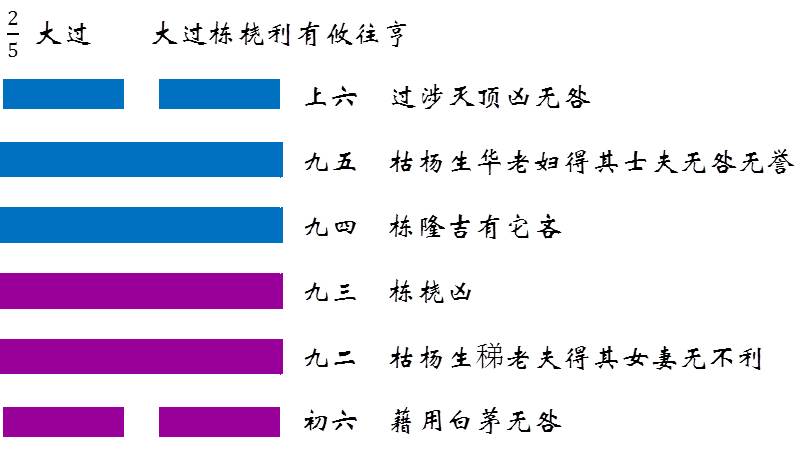 2/5 大过 大过栋桡利有攸往亨
上六 过涉灭顶凶无咎
九五 枯杨生华老妇得其士夫无咎无誉
九四 栋隆吉有它吝
九三 栋桡凶
九二 枯杨生稊老夫得其女妻无不利
初六 藉用白茅无咎